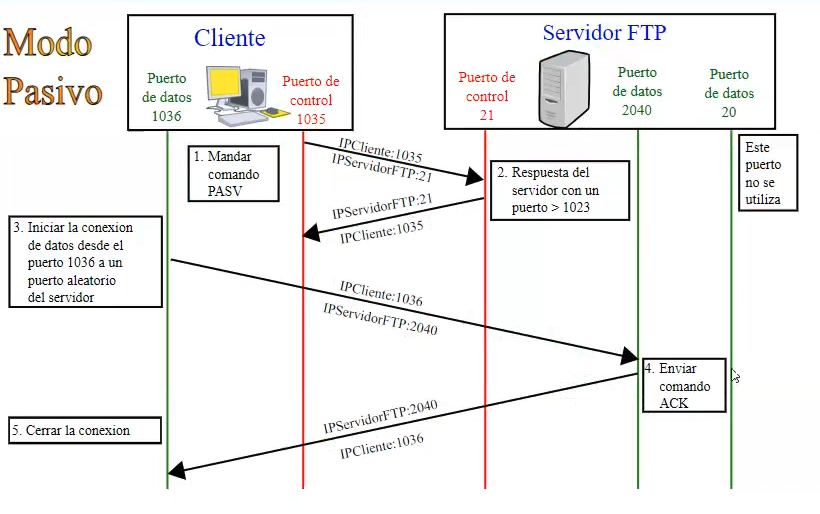 Modo
Pasivo
Cliente
Puerto
de datos
1036
Puerto de
control
1035
Servidor FTP
Puerto de
control
21
Puerto
de datos
2040
Puerto
de datos
20
1. Mandar
comando
PASV
IPCliente:1035
IPServidorFTP:21
2. Respuesta del
servidor con un
puerto > 1023
Este
puerto
no se
utiliza
IPServidorFTP:21
IPCliente:1035
3. Iniciar la conexion
de datos desde el
puerto 1036 a un
puerto aleatorio
del servidor
IPCliente:1036
IPServidorFTP:2040
4. Enviar
comando
ACK
IPServidorFTP:2040
IPCliente:1036
5. Cerrar la conexion